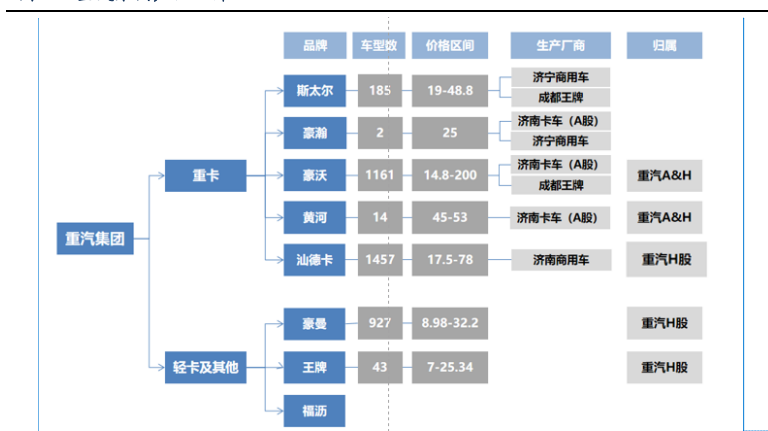 品牌 车型数 价格区间 生产厂商 归属
济宁商用车
斯太尔 185 19-48.8
成都王牌
济南卡车（A股）
豪瀚 2 25
济宁商用车
济南卡车（A股）
重卡 豪沃 1161 14.8-200 重汽A&H
成都王牌
黄河 14 45-53 济南卡车（A股） 重汽A&H
重汽集团
汕德卡 1457 17.5-78 济南商用车 重汽H股
豪曼 927 8.98-32.2 重汽H股
轻卡及其他 王牌 43 7-25.34 重汽H股
福沥